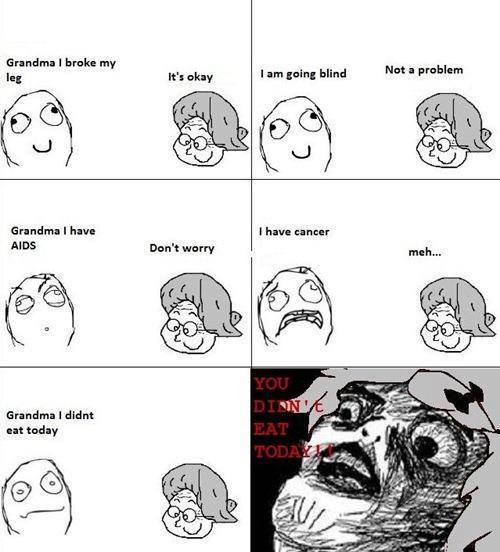 Grandma I broke my
leg
It's okay
I am going blind
Not a problem
Grandma I have
AIDS
Don't worry
I have cancer
meh...
Grandma I didnt
eat today
YOU
DIDN't
EAT
TODAY!!